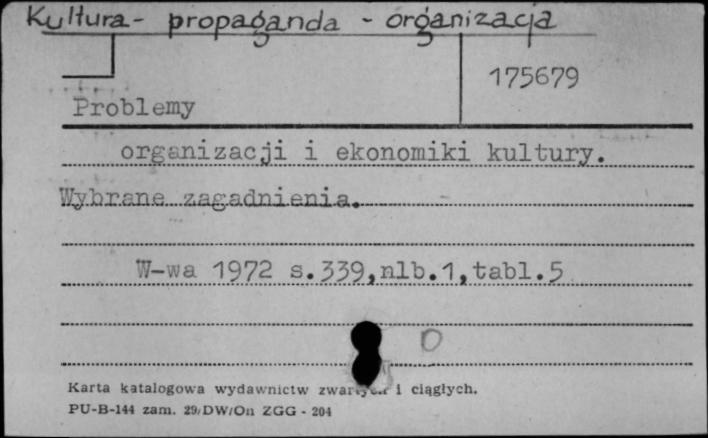 Kultura - propaganda - organizacja
175679
Problemy
organizacji i ekonomiki kultury.
Wybrane zagadnienia.
W-wa 1972 s.339,nlb.1,tabl.5
O
Karta katalogowa wydawnictw i ciągłych.
PU-B-144 zam. 29/DW/On ZGG - 204